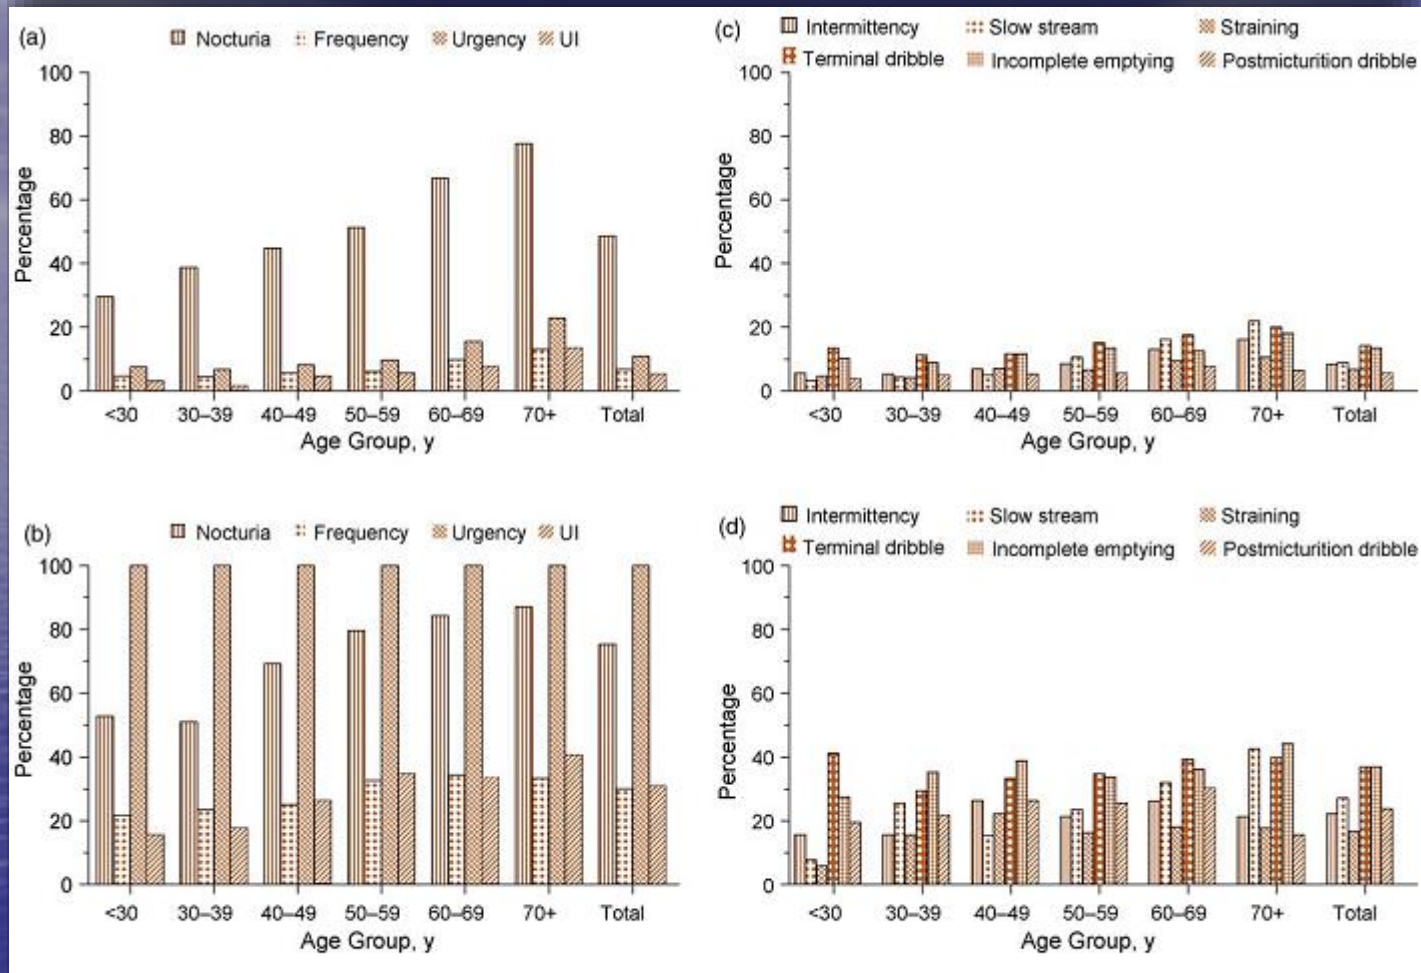 (a)
Nocturia Frequency Urgency UI
100
80
60
40
20
0
Percentage
<30 30–39 40–49 50–59 60–69 70+ Total
Age Group, y
(c)
Intermittency Slow stream Straining
Terminal dribble Incomplete emptying Postmicturition dribble
100
80
60
40
20
0
Percentage
<30 30–39 40–49 50–59 60–69 70+ Total
Age Group, y
(b)
Nocturia Frequency Urgency UI
100
80
60
40
20
0
Percentage
<30 30–39 40–49 50–59 60–69 70+ Total
Age Group, y
(d)
Intermittency Slow stream Straining
Terminal dribble Incomplete emptying Postmicturition dribble
100
80
60
40
20
0
Percentage
<30 30–39 40–49 50–59 60–69 70+ Total
Age Group, y